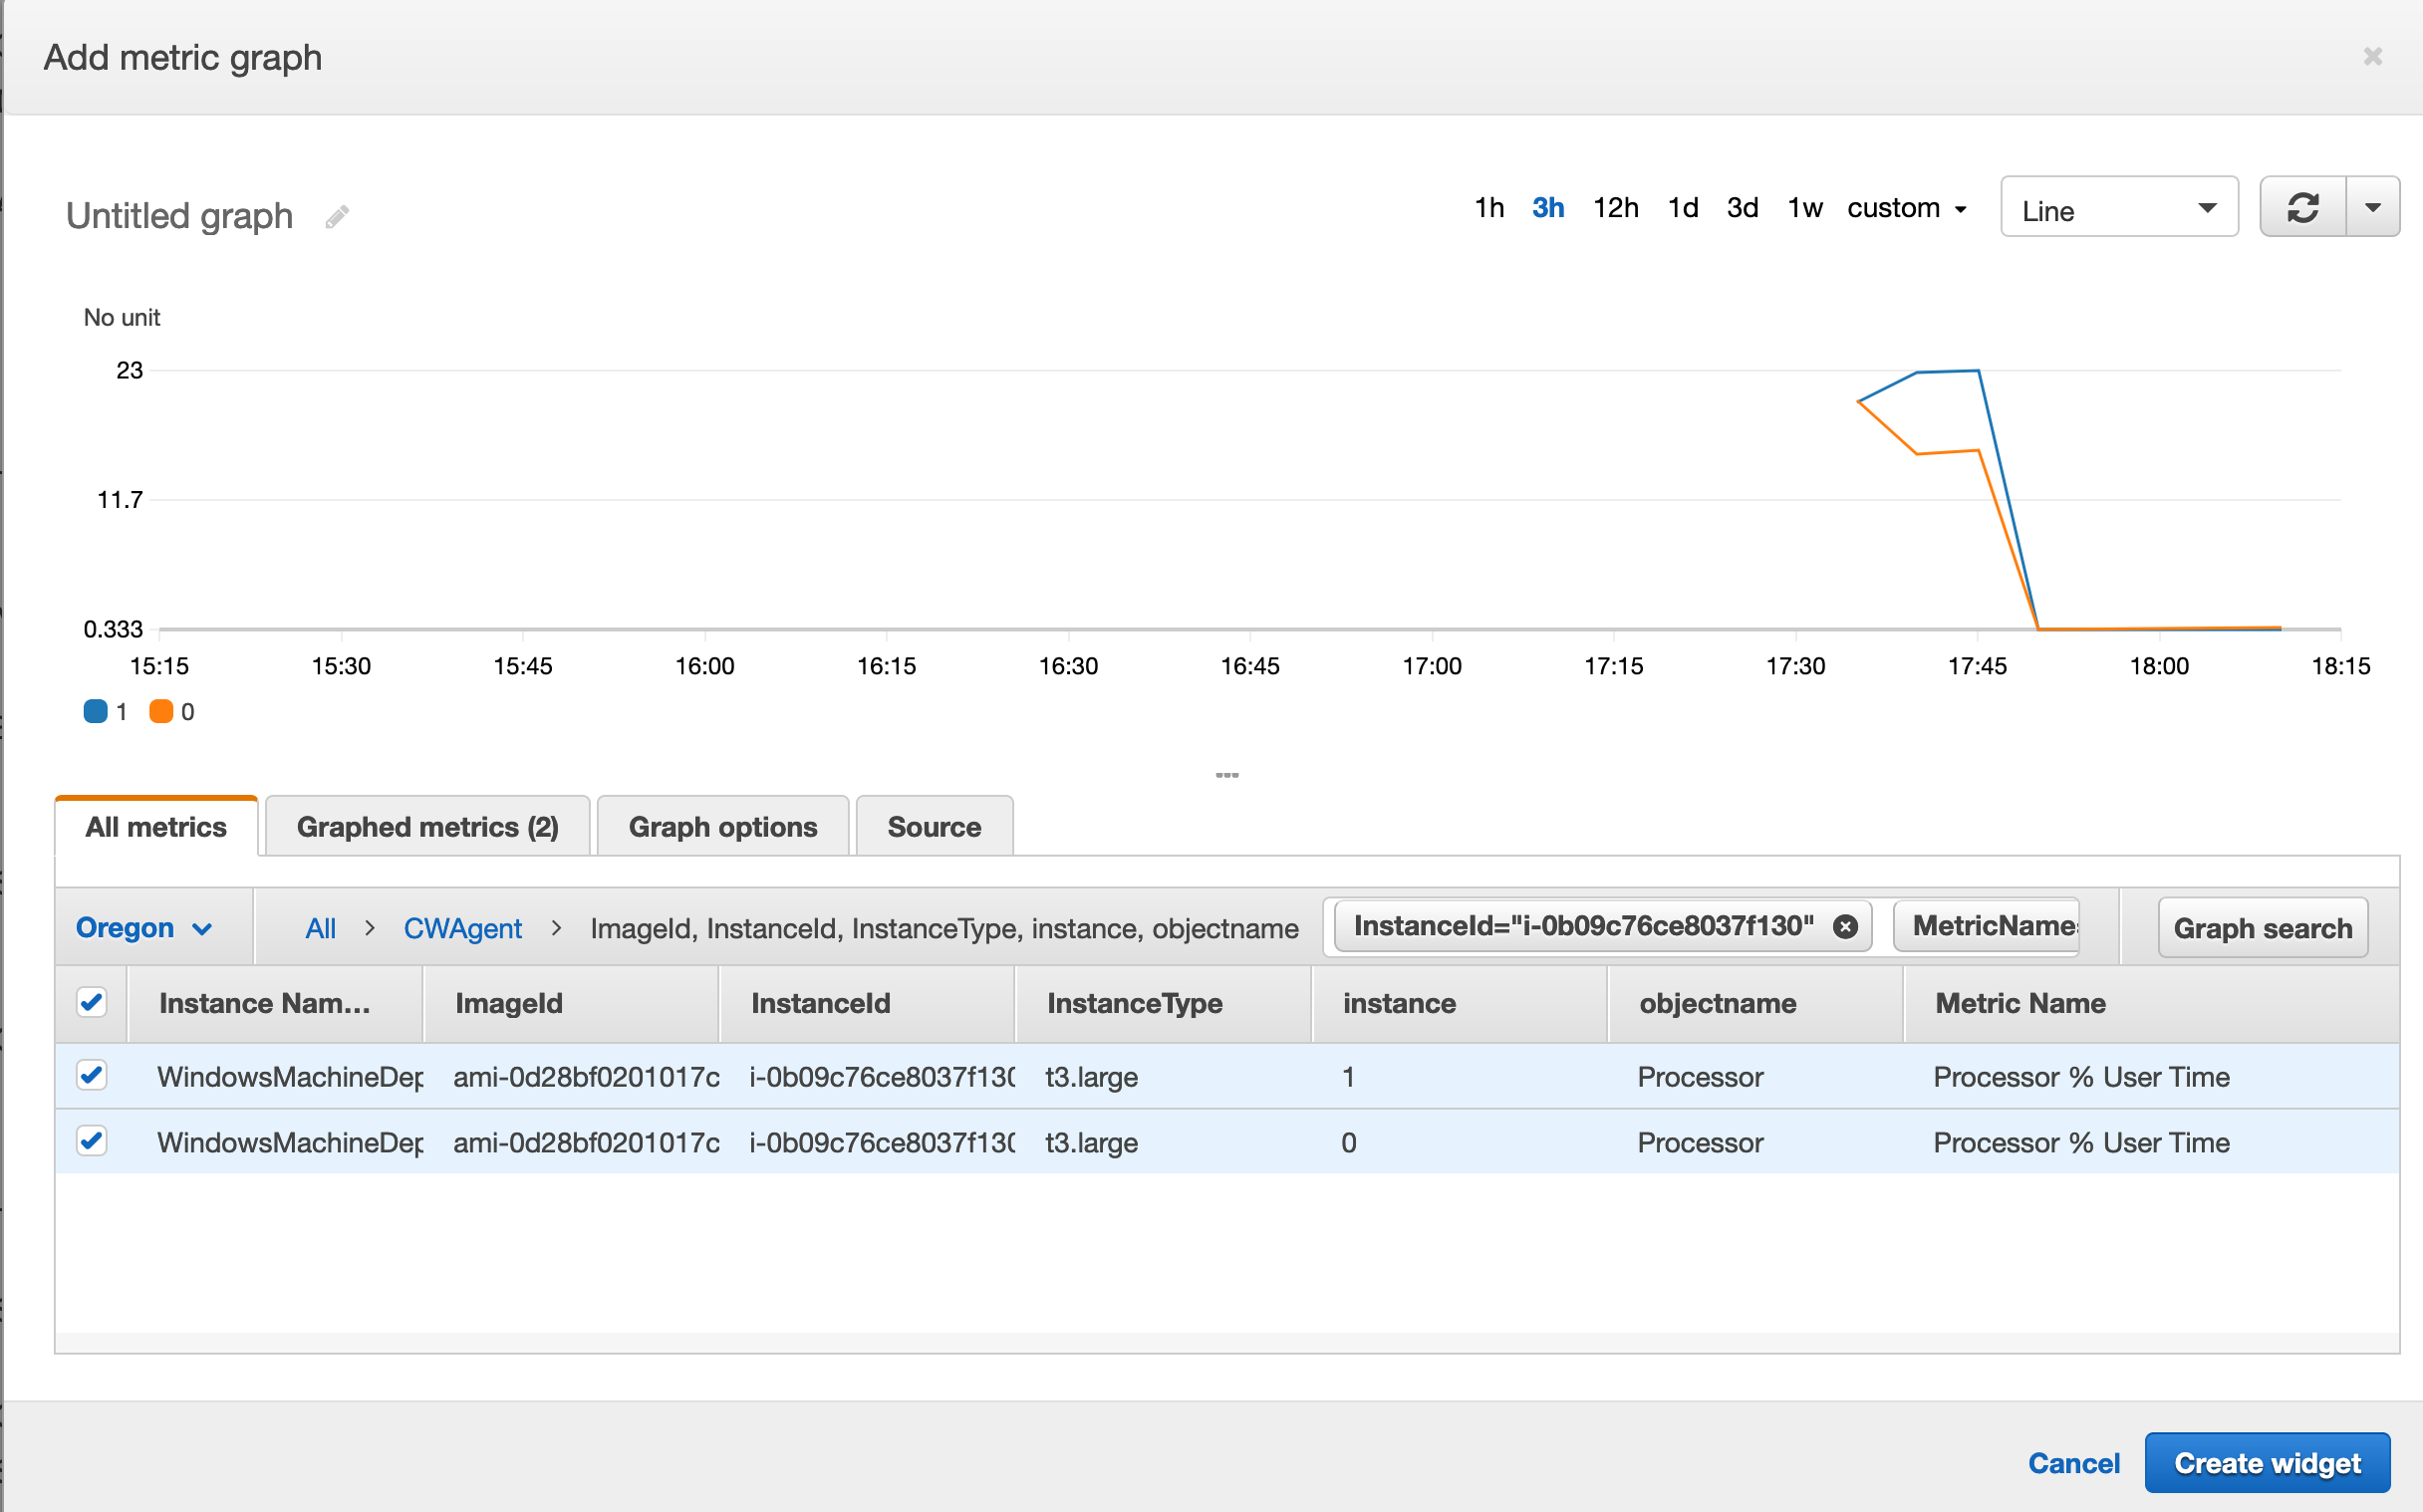 Add metric graph
Untitled graph
1h 3h 12h 1d 3d 1w custom Line
No unit
23
11.7
0.333
15:15 15:30 15:45 16:00 16:15 16:30 16:45 17:00 17:15 17:30 17:45 18:00 18:15
1 0
All metrics Graphed metrics (2) Graph options Source
Oregon All > CWAgent > ImageId, InstanceId, InstanceType, instance, objectname InstanceId="i-0b09c76ce8037f130" MetricName Graph search
Instance Nam... ImageId InstanceId InstanceType instance objectname Metric Name
WindowsMachineDep ami-0d28bf0201017c i-0b09c76ce8037f130 t3.large 1 Processor Processor % User Time
WindowsMachineDep ami-0d28bf0201017c i-0b09c76ce8037f130 t3.large 0 Processor Processor % User Time
Cancel Create widget